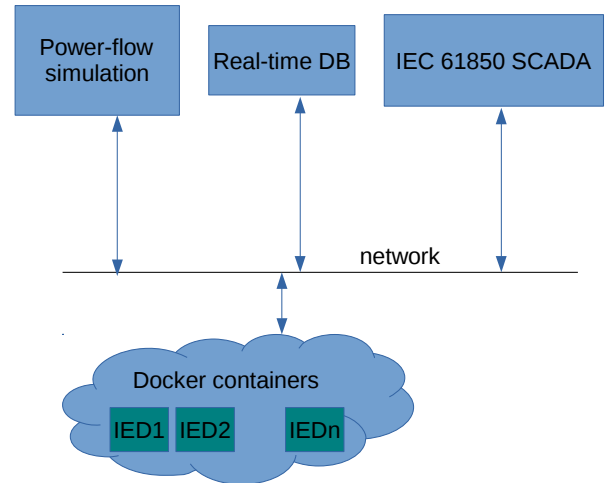 Power-flow
simulation
Real-time DB
IEC 61850 SCADA
network
Docker containers
IED1
IED2
IEDn